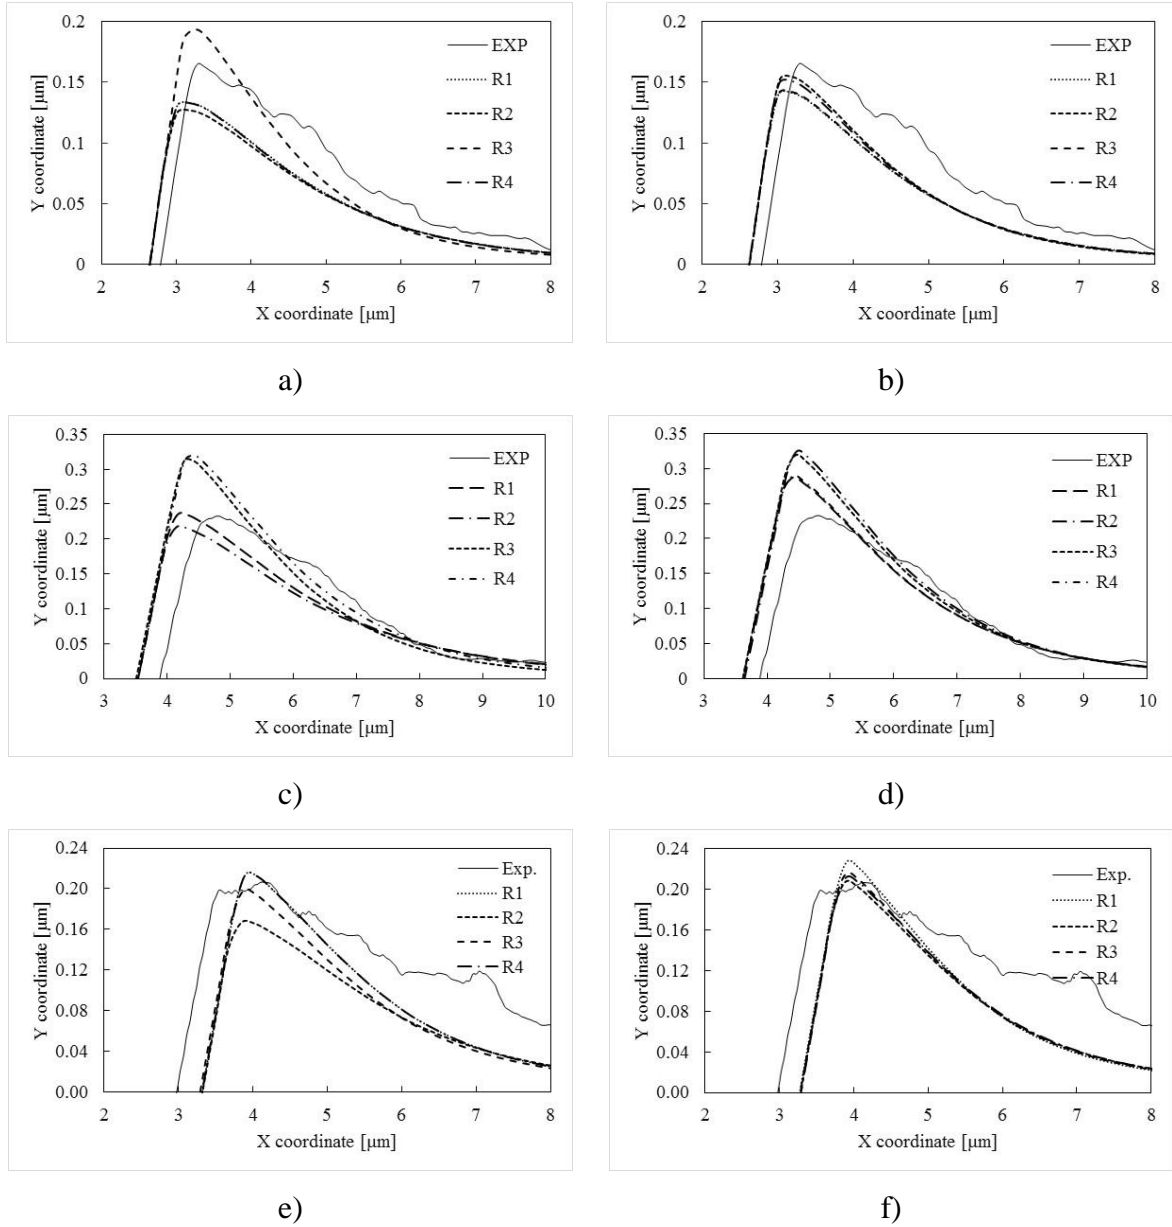 0.2
0.15
0.1
0.05
0
Y coordinate [μm]
EXP
R1
R2
R3
R4
2 3 4 5 6 7 8
X coordinate [μm]
a)
0.2
0.15
0.1
0.05
0
Y coordinate [μm]
EXP
R1
R2
R3
R4
2 3 4 5 6 7 8
X coordinate [μm]
b)
0.35
0.3
0.25
0.2
0.15
0.1
0.05
0
Y coordinate [μm]
EXP
R1
R2
R3
R4
3 4 5 6 7 8 9 10
X coordinate [μm]
c)
0.35
0.3
0.25
0.2
0.15
0.1
0.05
0
Y coordinate [μm]
EXP
R1
R2
R3
R4
3 4 5 6 7 8 9 10
X coordinate [μm]
d)
0.24
0.20
0.16
0.12
0.08
0.04
0.00
Y coordinate [μm]
Exp.
R1
R2
R3
R4
2 3 4 5 6 7 8
X coordinate [μm]
e)
0.24
0.20
0.16
0.12
0.08
0.04
0.00
Y coordinate [μm]
Exp.
R1
R2
R3
R4
2 3 4 5 6 7 8
X coordinate [μm]
f)